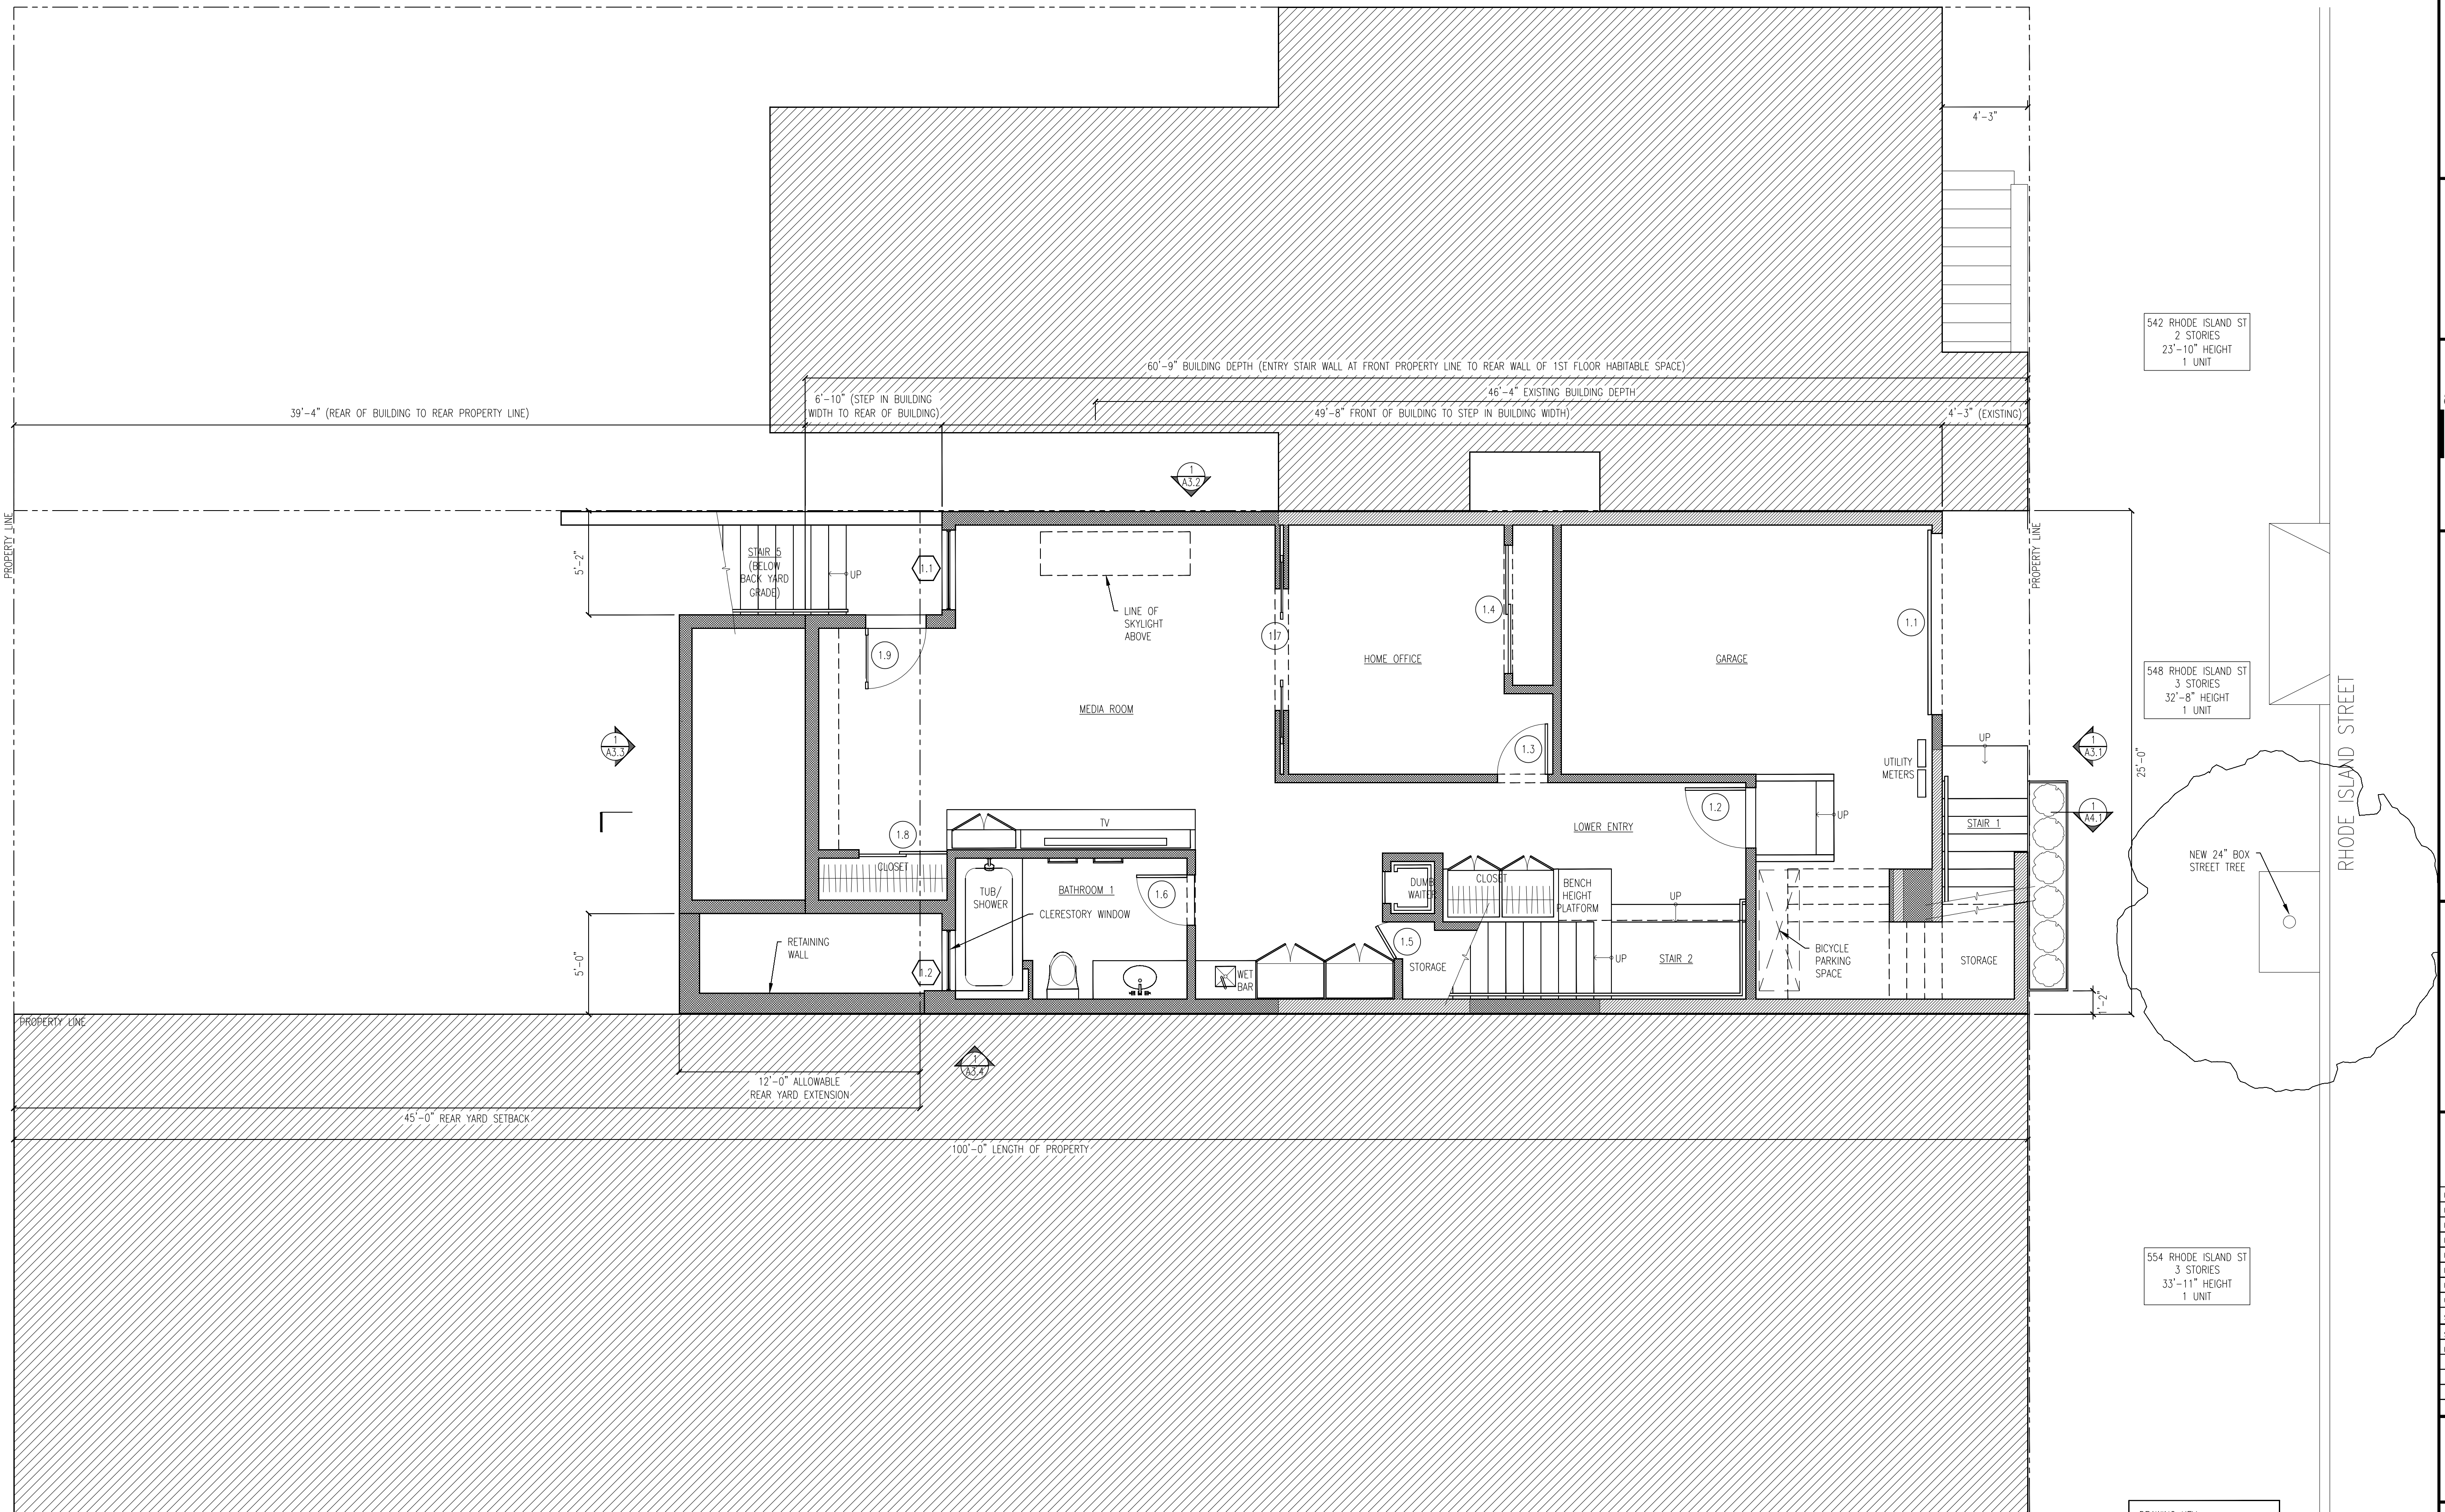 4'-3"
542 RHODE ISLAND ST
2 STORIES
23'-10" HEIGHT
1 UNIT
60'-9" BUILDING DEPTH (ENTRY STAIR WALL AT FRONT PROPERTY LINE TO REAR WALL OF 1ST FLOOR HABITABLE SPACE)
46'-4" EXISTING BUILDING DEPTH
6'-10" (STEP IN BUILDING
WIDTH TO REAR OF BUILDING)
39'-4" (REAR OF BUILDING TO REAR PROPERTY LINE)
49'-8" FRONT OF BUILDING TO STEP IN BUILDING WIDTH)
4'-3" (EXISTING)
1
A3.2
PROPERTY LINE
PROPERTY LINE
5'-2"
STAIR 5
(BELOW
BACK YARD
GRADE)
UP
1.1
LINE OF
SKYLIGHT
ABOVE
1.7
1.4
1.1
1.9
HOME OFFICE
GARAGE
MEDIA ROOM
548 RHODE ISLAND ST
3 STORIES
32'-8" HEIGHT
1 UNIT
RHODE ISLAND STREET
1
A3.3
1.3
UP
UTILITY
METERS
1
A3.1
25'-0"
1.2
UP
1.8
TV
LOWER ENTRY
STAIR 1
1
A4.1
CLOSET
TUB/
SHOWER
BATHROOM 1
1.6
DUMB
WAITER
CLOSET
BENCH
HEIGHT
PLATFORM
UP
NEW 24" BOX
STREET TREE
CLERESTORY WINDOW
RETAINING
WALL
5'-0"
1.2
WET
BAR
1.5
STORAGE
UP
STAIR 2
BICYCLE
PARKING
SPACE
STORAGE
1'-2"
PROPERTY LINE
1
A3.4
12'-0" ALLOWABLE
REAR YARD EXTENSION
45'-0" REAR YARD SETBACK
100'-0" LENGTH OF PROPERTY
554 RHODE ISLAND ST
3 STORIES
33'-11" HEIGHT
1 UNIT